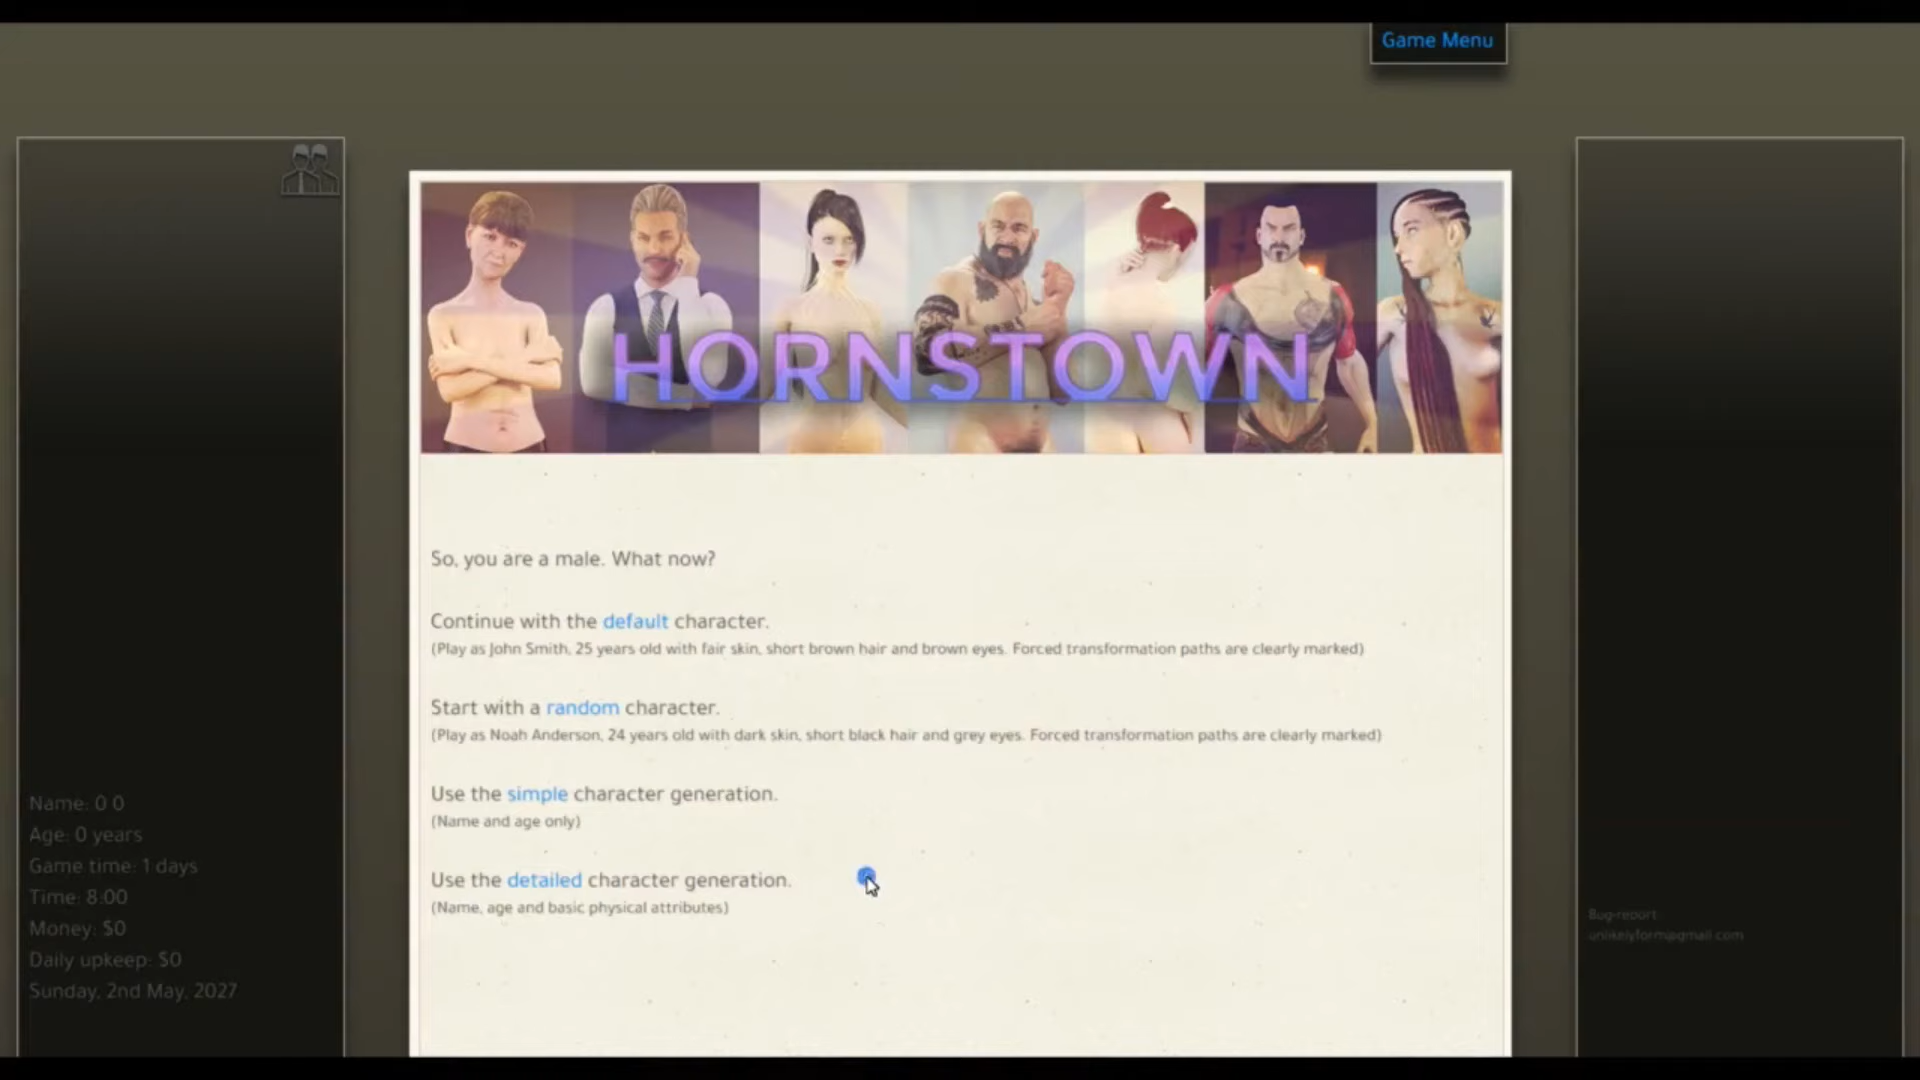 Game Menu
HORNSTOWN
So, you are a male. What now?
Continue with the default character.
(Play as John Smith, 25 years old with fair skin, short brown hair and brown eyes. Forced transformation paths are clearly marked)
Start with a random character.
(Play as Noah Anderson, 24 years old with dark skin, short black hair and grey eyes. Forced transformation paths are clearly marked)
Use the simple character generation.
(Name and age only)
Use the detailed character generation.
(Name, age and basic physical attributes)
Name: 0 0
Age: 0 years
Game time: 1 days
Time: 8:00
Money: $0
Daily upkeep: $0
Sunday, 2nd May, 2027
Bug-report:
unlikelyform@gmail.com